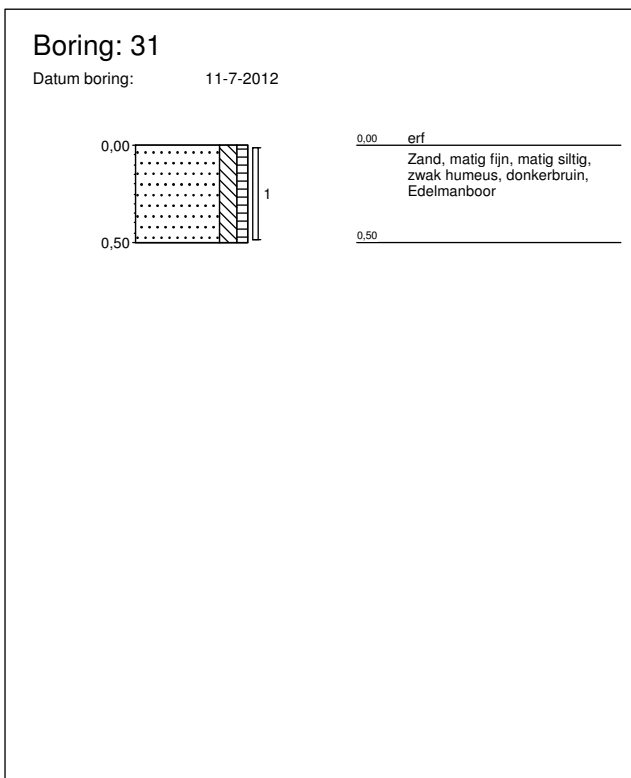 Boring: 31
Datum boring: 11-7-2012
0,00
0,50
1
0,00 erf
Zand, matig fijn, matig siltig,
zwak humeus, donkerbruin,
Edelmanboor
0,50